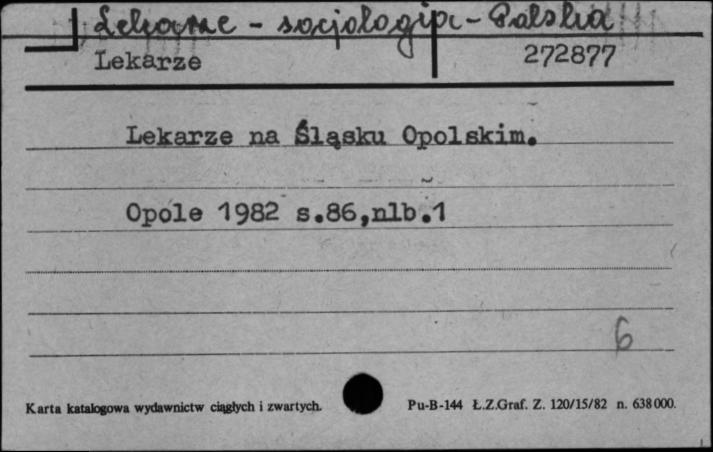 Lekarze - socjologia - Polska
Lekarze 272877
Lekarze na Śląsku Opolskim.
Opole 1982 s.86,nlb.1
6
Karta katalogowa wydawnictw ciągłych i zwartych. Pu-B-144 Ł.Z.Graf. Z. 120/15/82 n. 638000.